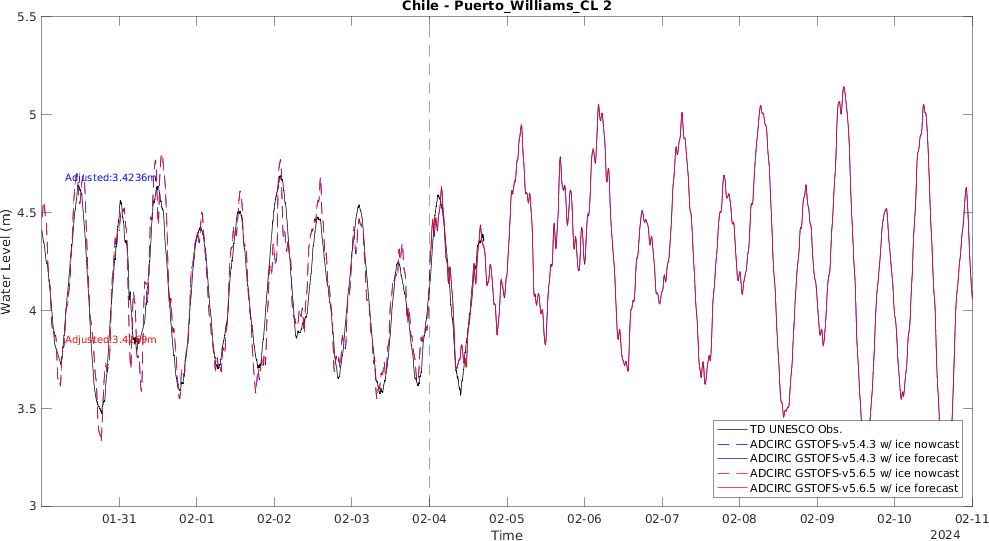 Chile - Puerto_Williams_CL 2
Water Level (m)
5.5
5
4.5
4
3.5
3
Adjusted:3.4236m
01-31
02-01
02-02
02-03
02-04
02-05
02-06
02-07
02-08
02-09
02-10
02-11
Time
2024
TD UNESCO Obs.
ADCIRC GSTOFS-v5.4.3 w/ ice nowcast
ADCIRC GSTOFS-v5.4.3 w/ ice forecast
ADCIRC GSTOFS-v5.6.5 w/ ice nowcast
ADCIRC GSTOFS-v5.6.5 w/ ice forecast